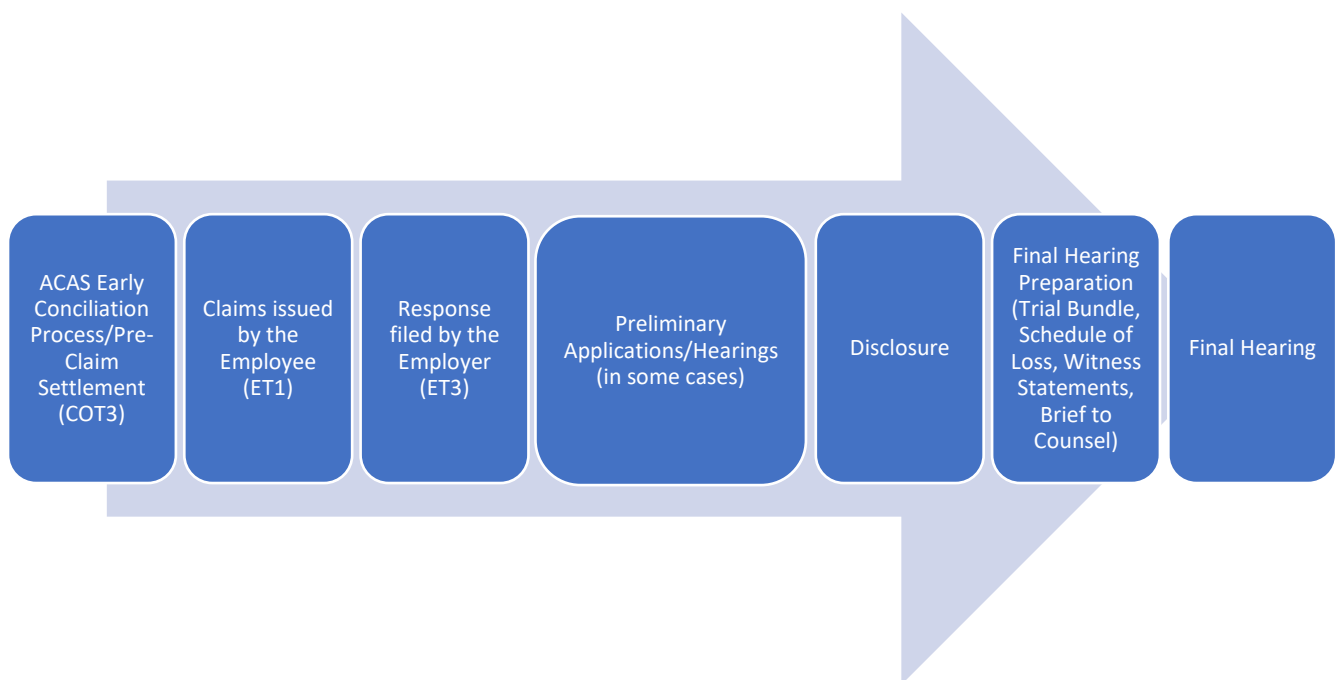 ACAS Early
Conciliation
Process/Pre-
Claim
Settlement
(COT3)
Claims issued
by the
Employee
(ET1)
Response
filed by the
Employer
(ET3)
Preliminary
Applications/Hearings
(in some cases)
Disclosure
Final Hearing
Preparation
(Trial Bundle,
Schedule of
Loss, Witness
Statements,
Brief to
Counsel)
Final Hearing